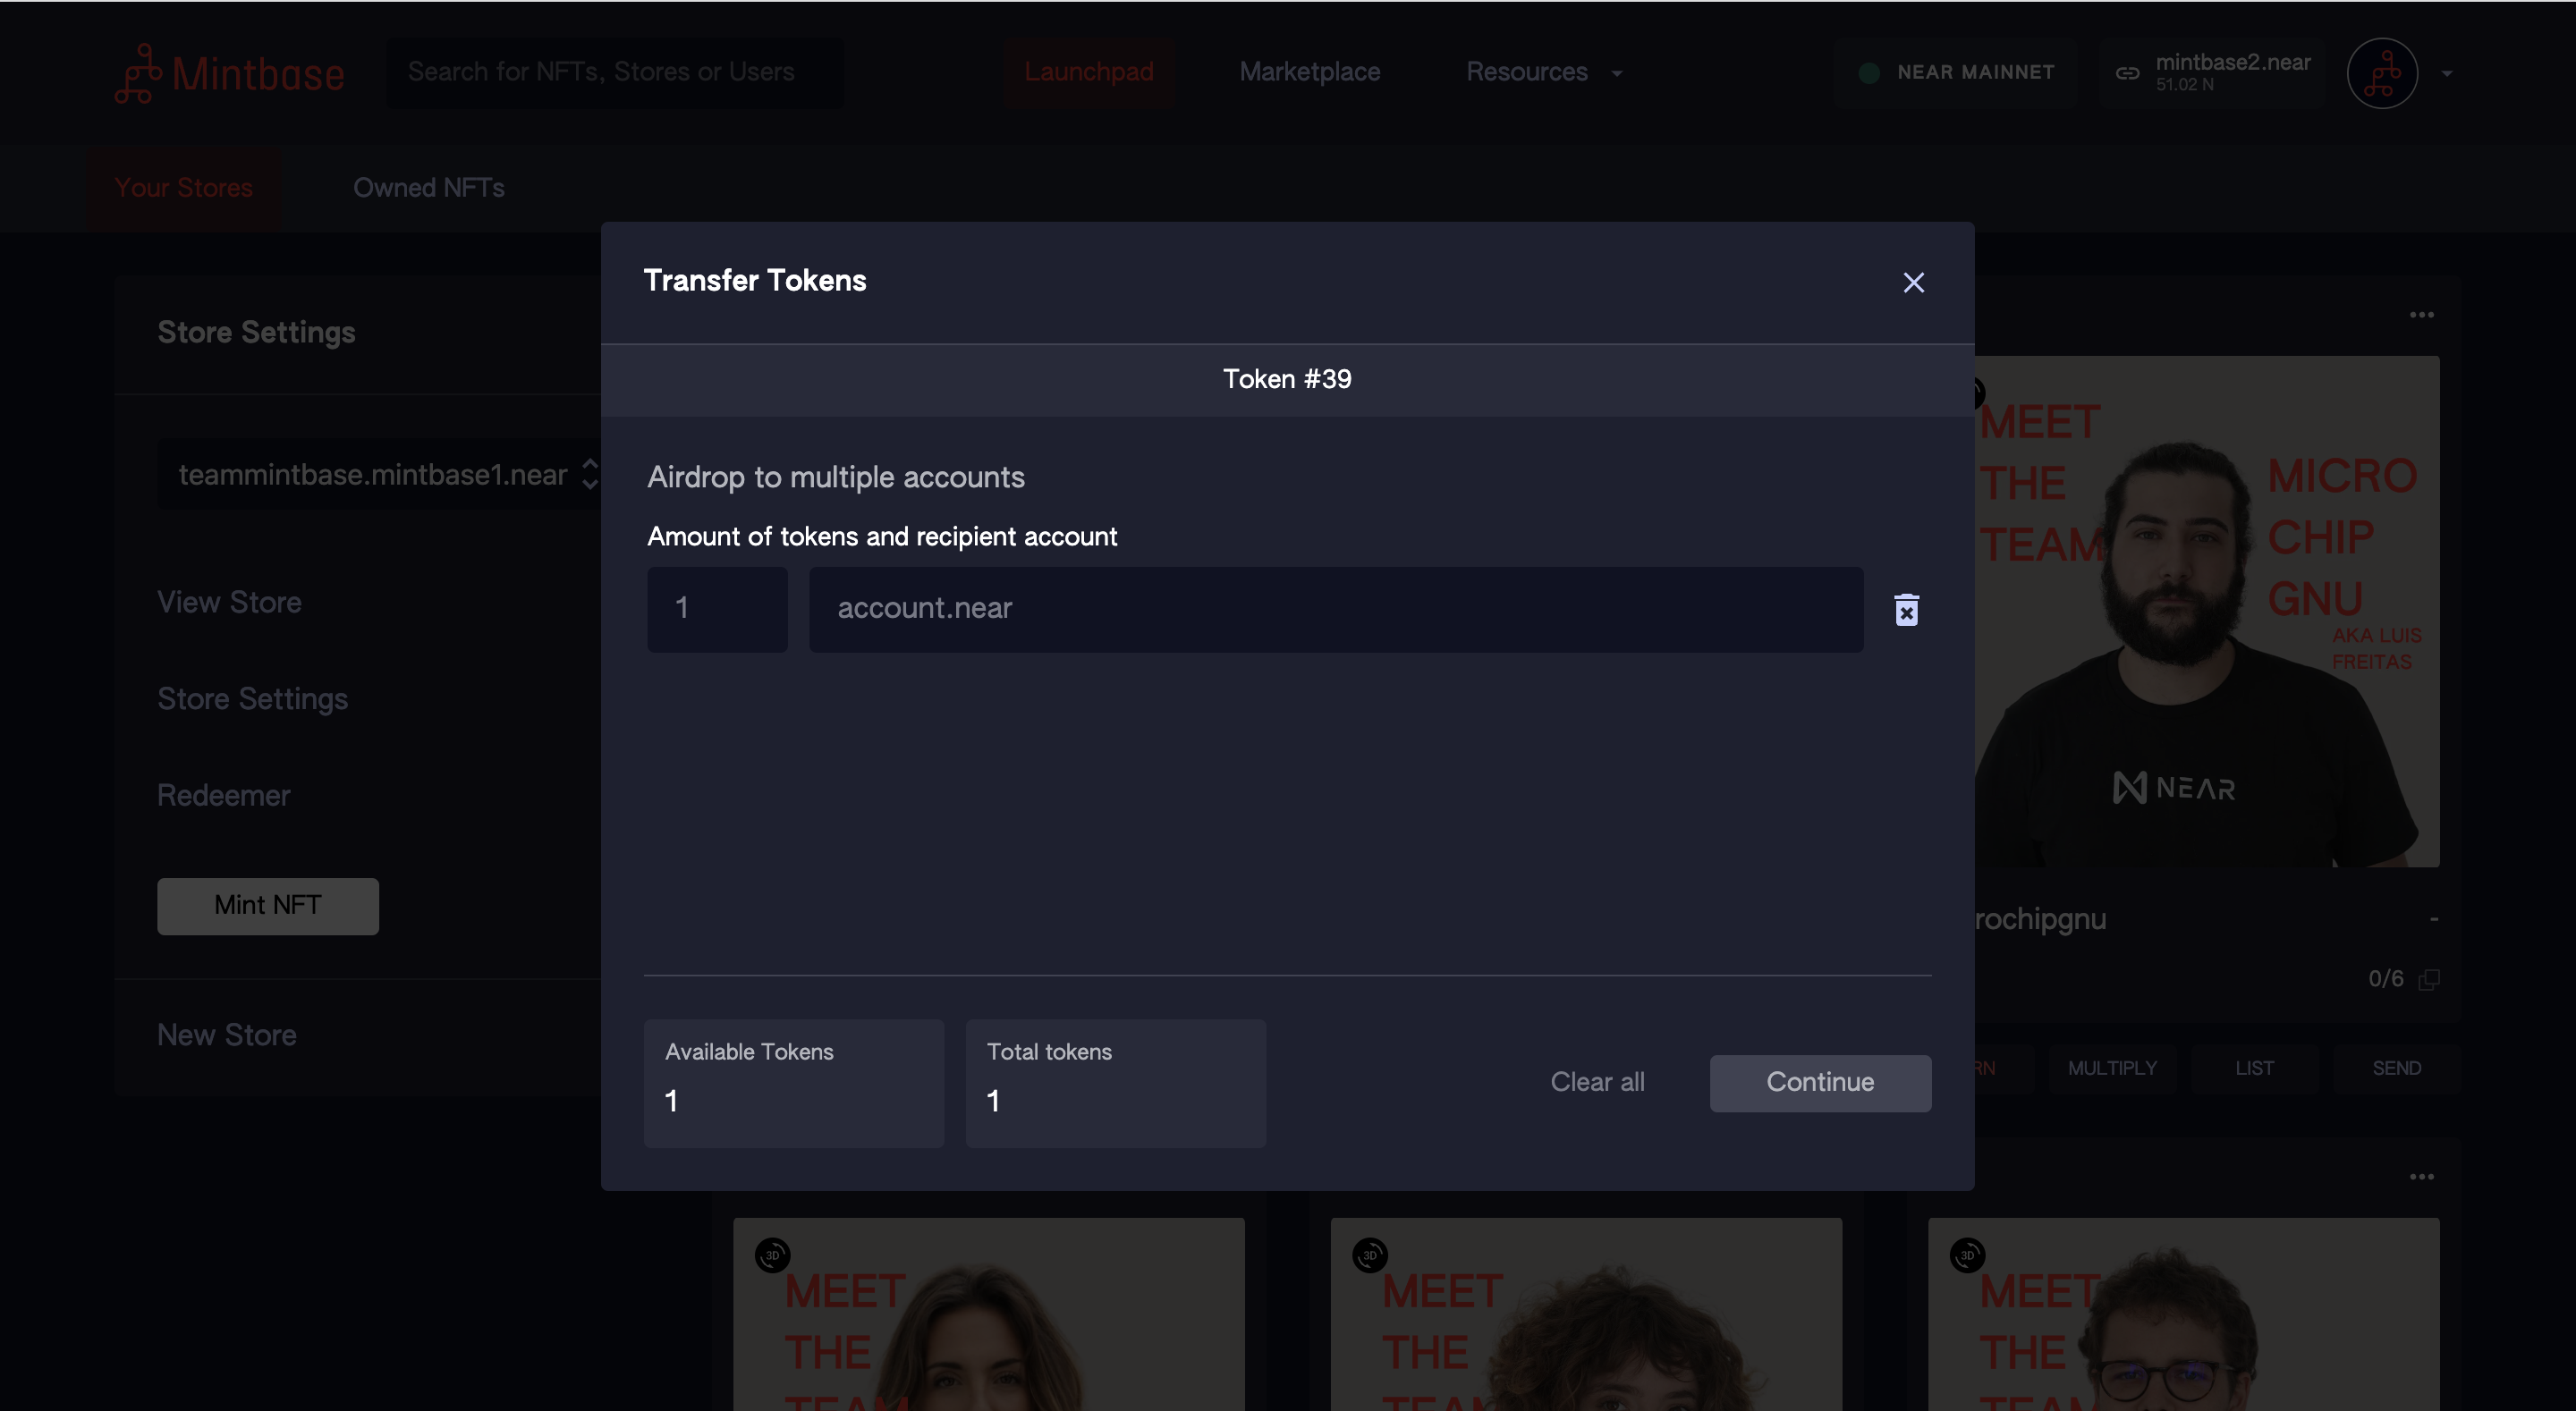 Mintbase
Search for NFTs, Stores or Users
Launchpad
Marketplace
Resources
NEAR MAINNET
mintbase2.near
51.02 N
Your Stores
Owned NFTs
Transfer Tokens
Token #39
Airdrop to multiple accounts
Amount of tokens and recipient account
1
account.near
Available Tokens
1
Total tokens
1
Clear all
Continue
Store Settings
teammintbase.mintbase1.near
View Store
Store Settings
Redeemer
Mint NFT
New Store
MEET
THE
TEAM
MICRO
CHIP
GNU
AKA LUIS
FREITAS
NEAR
rochipgnu
-
0/6
RN
MULTIPLY
LIST
SEND
3D
MEET
THE
TEAM
3D
MEET
THE
TEAM
3D
MEET
THE
TEAM